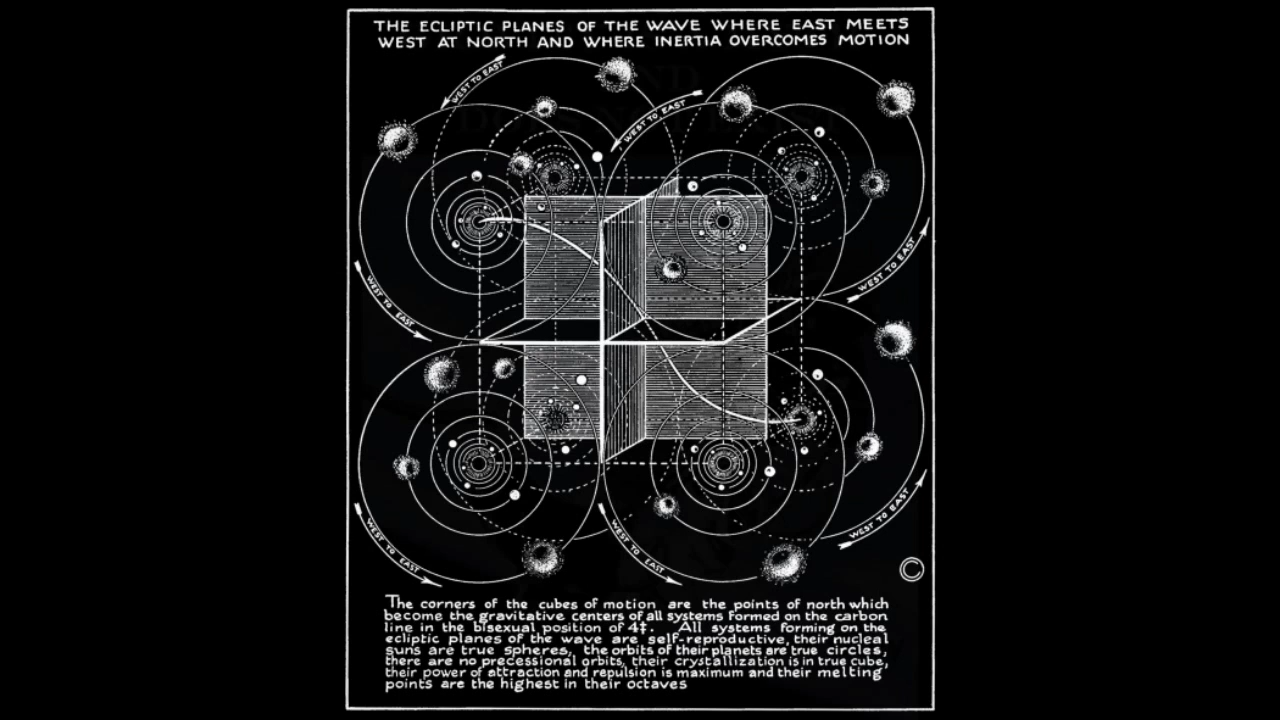 THE ECLIPTIC PLANES OF THE WAVE WHERE EAST MEETS
WEST AT NORTH AND WHERE INERTIA OVERCOMES MOTION
WEST TO EAST
WEST TO EAST
WEST TO EAST
WEST TO EAST
WEST TO EAST
WEST TO EAST
WEST TO EAST
©
The corners of the cubes of motion are the points of north which
become the gravitative centers of all systems formed on the carbon
line in the bisexual position of 4‡. All systems forming on the
ecliptic planes of the wave are self-reproductive, their nucleal
suns are true spheres, the orbits of their planets are true circles,
there are no precessional orbits, their crystallization is in true cube,
their power of attraction and repulsion is maximum and their melting
points are the highest in their octaves